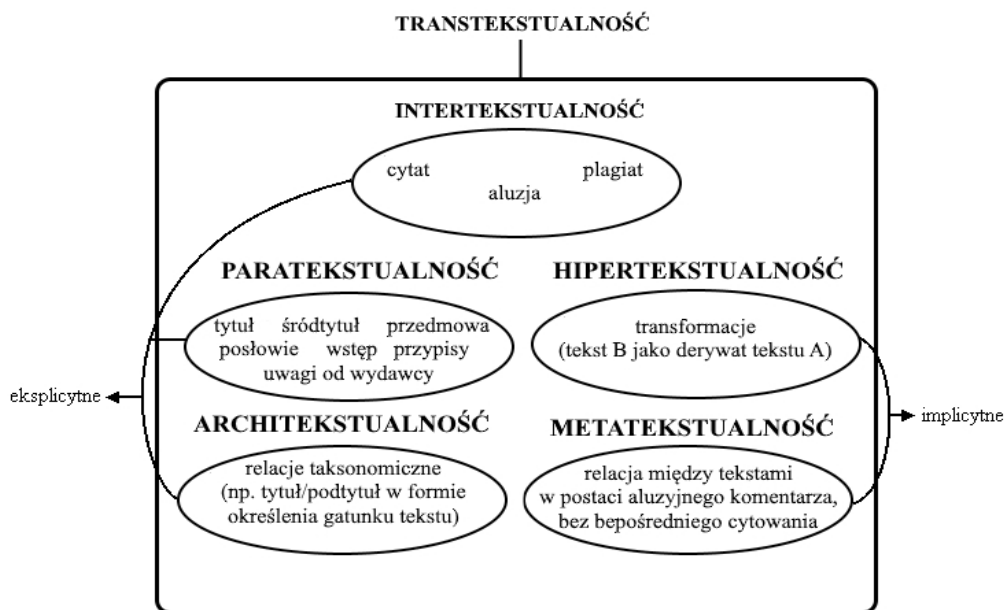 TRANSTEKSTUALNOŚĆ
INTERTEKSTUALNOŚĆ
cytat plagiat
aluzja
PARATEKSTUALNOŚĆ
tytuł śródtytuł przedmowa
posłowie wstęp przypisy
uwagi od wydawcy
HIPERTEKSTUALNOŚĆ
transformacje
(tekst B jako derywat tekstu A)
eksplicytne
implicytne
ARCHITEKSTUALNOŚĆ
relacje taksonomiczne
(np. tytuł/podtytuł w formie
określenia gatunku tekstu)
METATEKSTUALNOŚĆ
relacja między tekstami
w postaci aluzyjnego komentarza,
bez bepośredniego cytowania